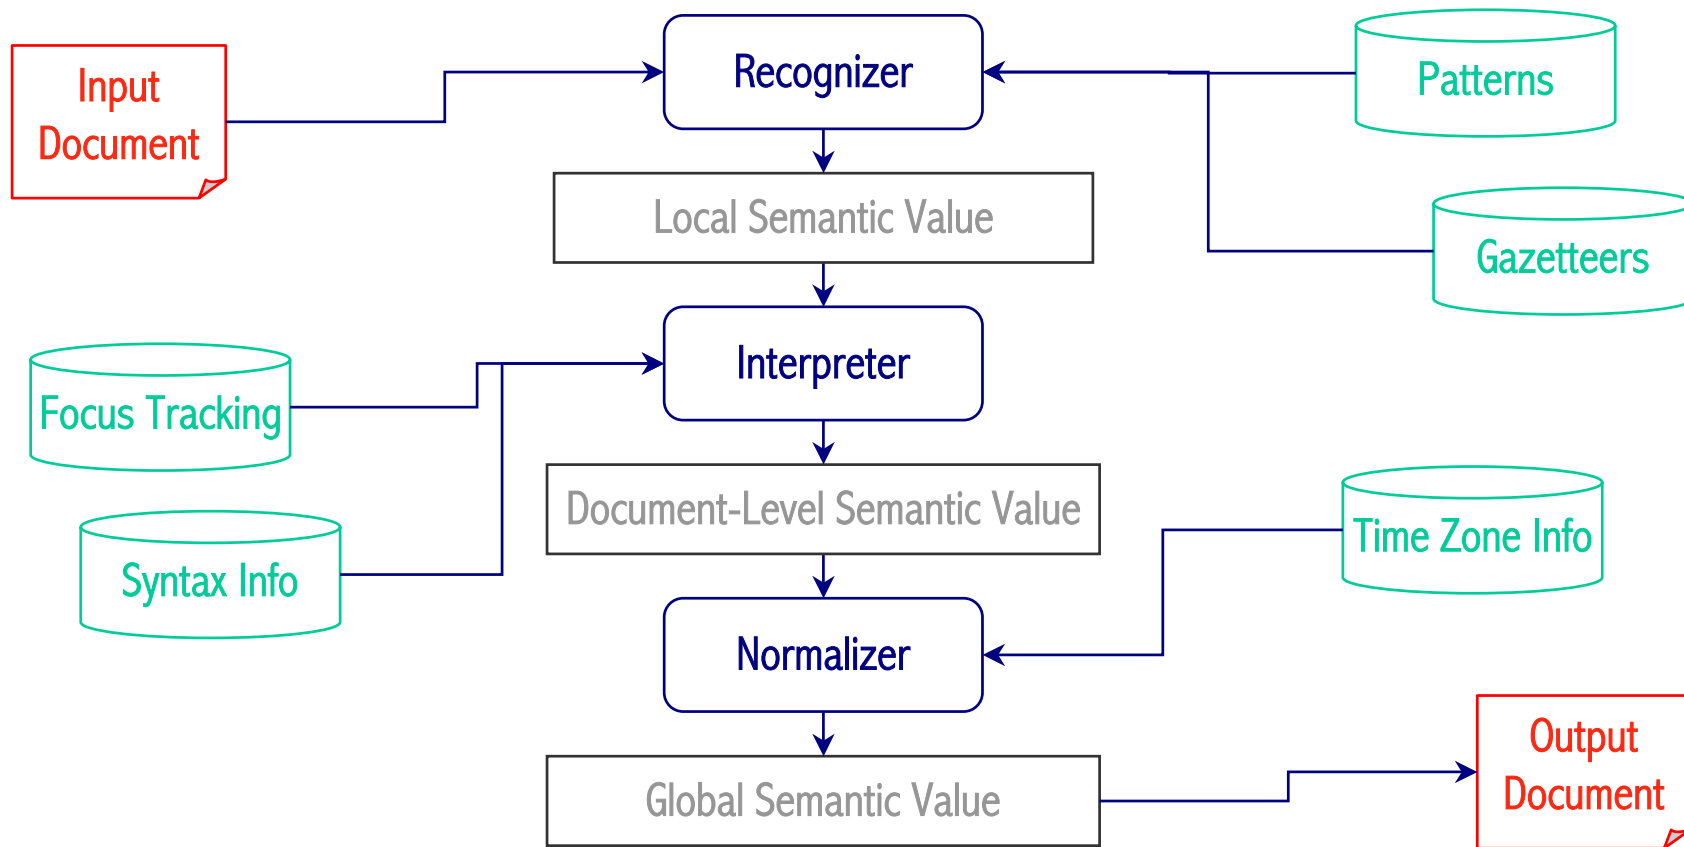 Input
Document
Recognizer
Patterns
Local Semantic Value
Gazetteers
Interpreter
Focus Tracking
Document-Level Semantic Value
Time Zone Info
Syntax Info
Normalizer
Output
Document
Global Semantic Value